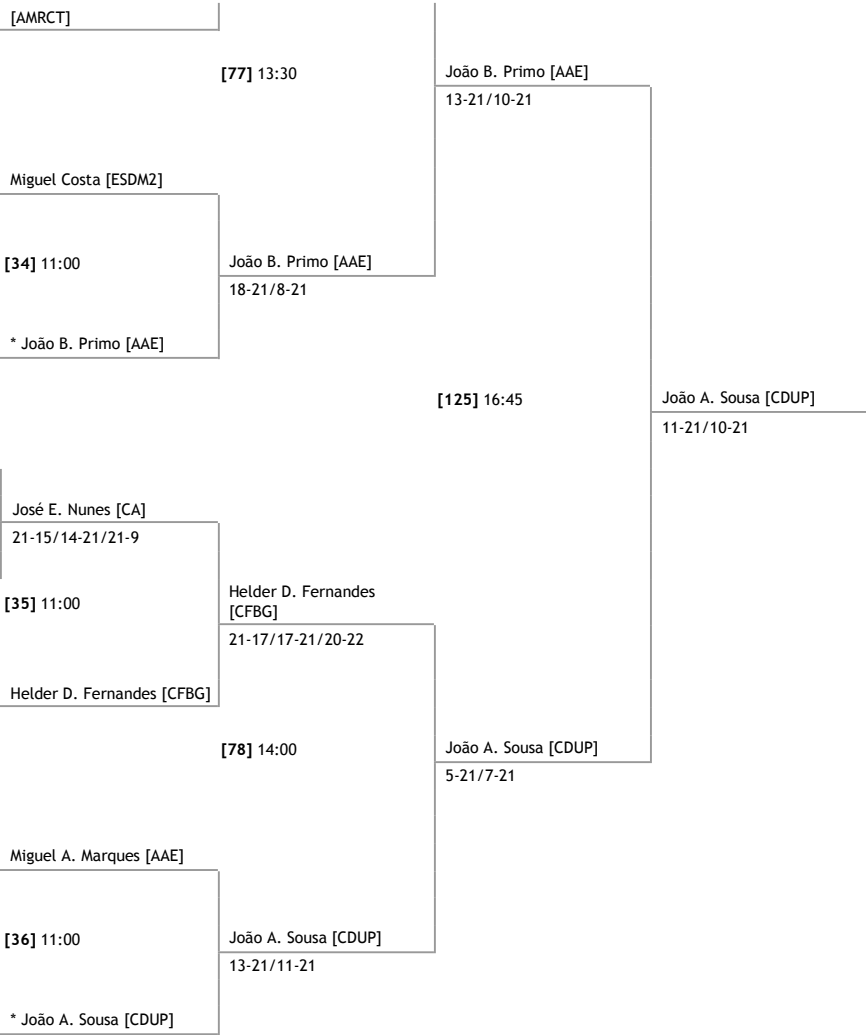 [AMRCT]
[77] 13:30
João B. Primo [AAE]
13-21/10-21
Miguel Costa [ESDM2]
[34] 11:00
João B. Primo [AAE]
18-21/8-21
* João B. Primo [AAE]
[125] 16:45
João A. Sousa [CDUP]
11-21/10-21
José E. Nunes [CA]
21-15/14-21/21-9
[35] 11:00
Helder D. Fernandes
[CFBG]
21-17/17-21/20-22
Helder D. Fernandes [CFBG]
[78] 14:00
João A. Sousa [CDUP]
5-21/7-21
Miguel A. Marques [AAE]
[36] 11:00
João A. Sousa [CDUP]
13-21/11-21
* João A. Sousa [CDUP]